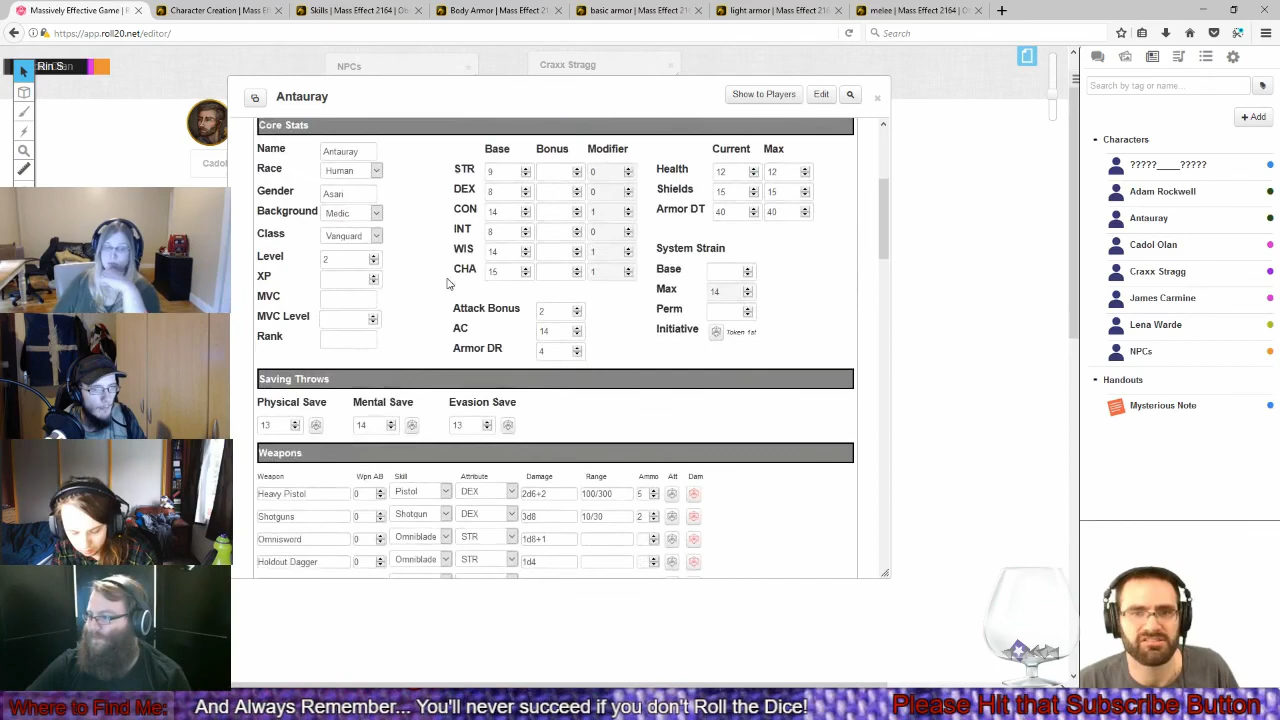 Massively Effective Game: E
Character Creation | Mass Ef
Skills | Mass Effect 2164 | Ob
Body Armor | Mass Effect 21
basic armor | Mass Effect 216
light armor | Mass Effect 216
melee | Mass Effect 2164 | O
https://app.roll20.net/editor/
Search
Rin S.
NPCs
Craxx Stragg
Cadol
Antauray
Show to Players
Edit
Core Stats
Name Antauray
Race Human
Gender Asari
Background Medic
Class Vanguard
Level 2
XP
MVC
MVC Level
Rank
Base Bonus Modifier
STR 9 0
DEX 8 0
CON 14 1
INT 8 0
WIS 14 1
CHA 15 1
Attack Bonus 2
AC 14
Armor DR 4
Current Max
Health 12 12
Shields 15 15
Armor DT 40 40
System Strain
Base
Max 14
Perm
Initiative
Saving Throws
Physical Save Mental Save Evasion Save
13 14 13
Weapons
Weapon Wpn AB Skill Attribute Damage Range Ammo Att Dam
Heavy Pistol 0 Pistol DEX 2d6+2 100/300 5
Shotguns 0 Shotgun DEX 3d8 10/30 2
Omnisword 0 Omniblade STR 1d8+1
Holdout Dagger 0 Omniblade STR 1d4
Search by tag or name...
+ Add
Characters
?????____?????
Adam Rockwell
Antauray
Cadol Olan
Craxx Stragg
James Carmine
Lena Warde
NPCs
Handouts
Mysterious Note
Where to Find Me:
And Always Remember... You'll never succeed if you don't Roll the Dice.
Please Hit that Subscribe Button